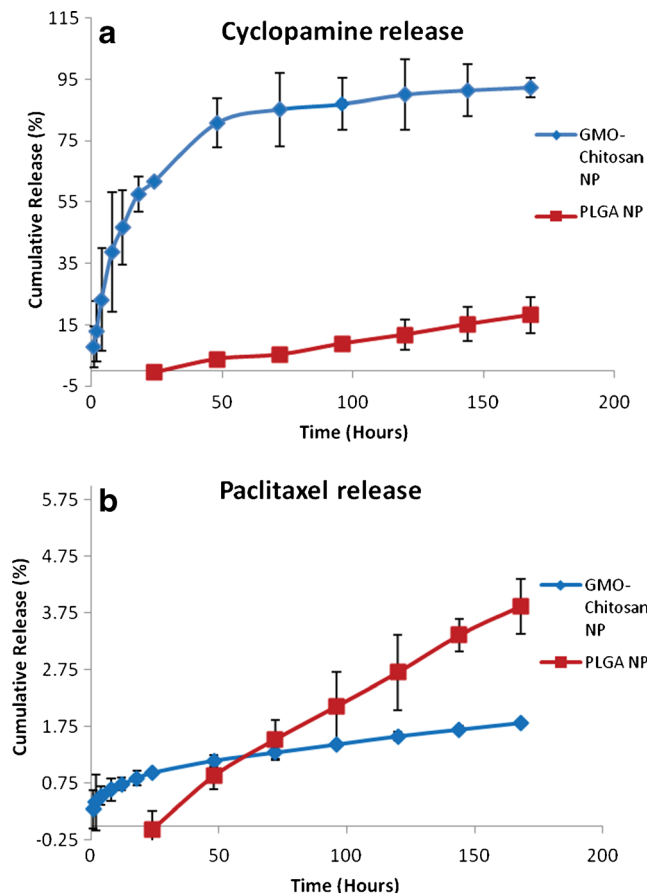 a
Cyclopamine release
115
95
75
55
35
15
-5
Cumulative Release (%)
0
50
100
150
200
Time (Hours)
GMO-
Chitosan
NP
PLGA NP
b
Paclitaxel release
5.75
4.75
3.75
2.75
1.75
0.75
-0.25
Cumulative Release (%)
0
50
100
150
200
Time (Hours)
GMO-
Chitosan
NP
PLGA NP